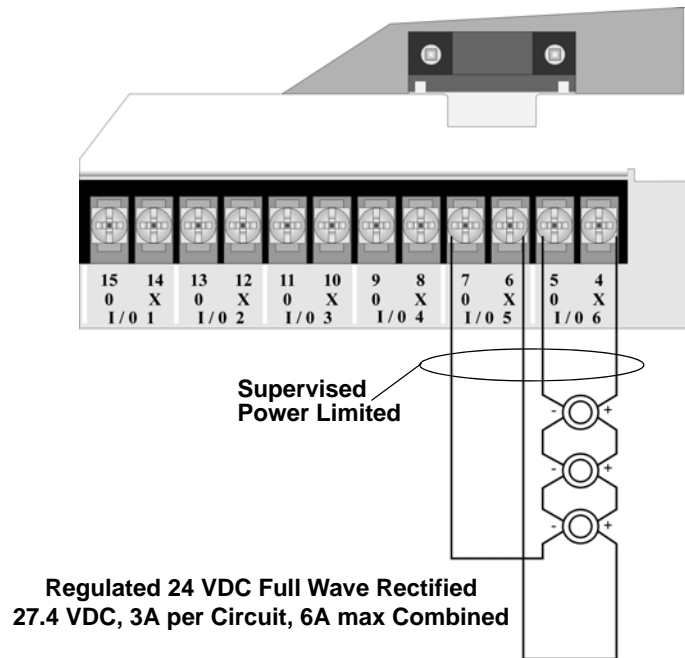 15 14 13 12 11 10 9 8 7 6 5 4
0 X 0 X 0 X 0 X 0 X 0 X
I/0 1 I/0 2 I/0 3 I/0 4 I/0 5 I/0 6
Supervised
Power Limited
- +
- +
- +
Regulated 24 VDC Full Wave Rectified
27.4 VDC, 3A per Circuit, 6A max Combined